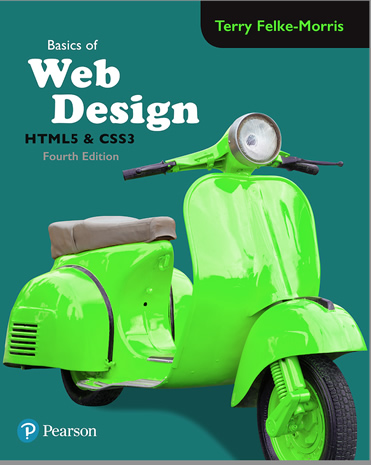 Terry Felke-Morris
Basics of
Web
Design
HTML5 & CSS3
Fourth Edition
Pearson